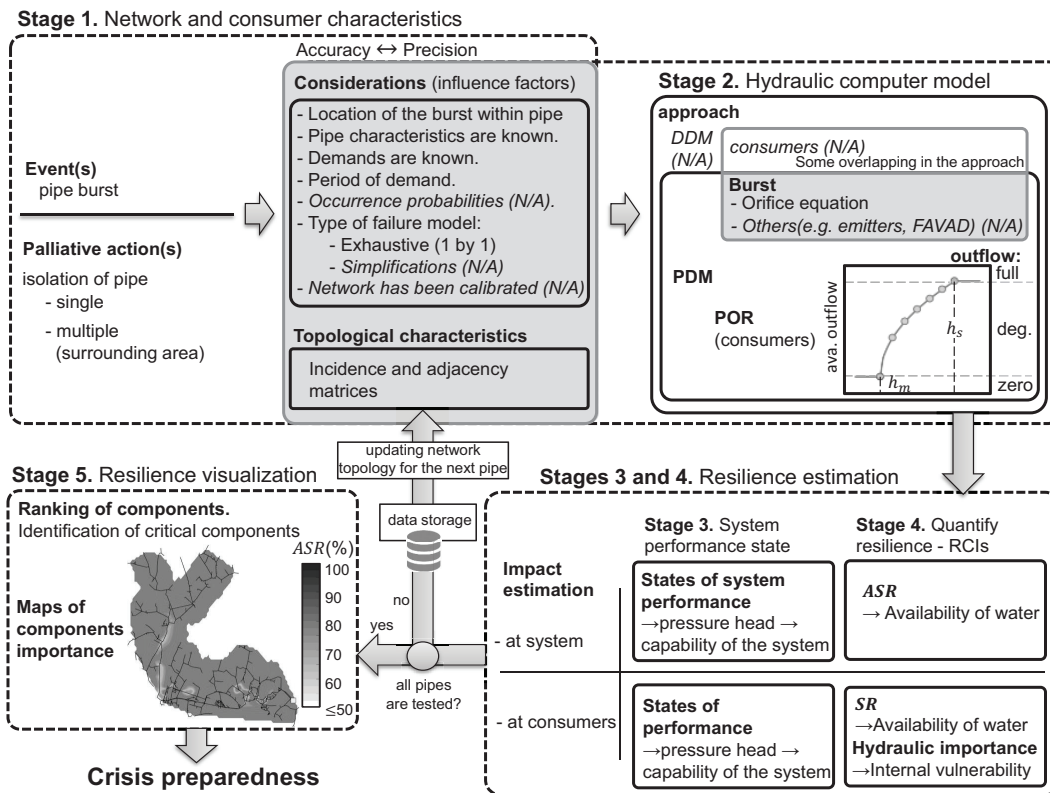 Stage 1. Network and consumer characteristics
Accuracy ↔ Precision
Event(s)
pipe burst
Palliative action(s)
isolation of pipe
- single
- multiple
(surrounding area)
Considerations (influence factors)
- Location of the burst within pipe
- Pipe characteristics are known.
- Demands are known.
- Period of demand.
- Occurrence probabilities (N/A).
- Type of failure model:
- Exhaustive (1 by 1)
- Simplifications (N/A)
- Network has been calibrated (N/A)
Topological characteristics
Incidence and adjacency
matrices
Stage 2. Hydraulic computer model
approach
DDM
(N/A)
consumers (N/A)
Some overlapping in the approach
Burst
- Orifice equation
- Others(e.g. emitters, FAVAD) (N/A)
PDM
POR
(consumers)
outflow:
full
deg.
zero
ava. outflow
h_s
h_m
updating network
topology for the next pipe
data storage
no
yes
all pipes
are tested?
Stages 3 and 4. Resilience estimation
Stage 3. System
performance state
Stage 4. Quantify
resilience - RCIs
Impact
estimation
- at system
States of system
performance
→pressure head →
capability of the system
ASR
→ Availability of water
- at consumers
States of
performance
→pressure head →
capability of the system
SR
→Availability of water
Hydraulic importance
→Internal vulnerability
Stage 5. Resilience visualization
Ranking of components.
Identification of critical components
Maps of
components
importance
ASR(%)
100
90
80
70
60
≤50
Crisis preparedness